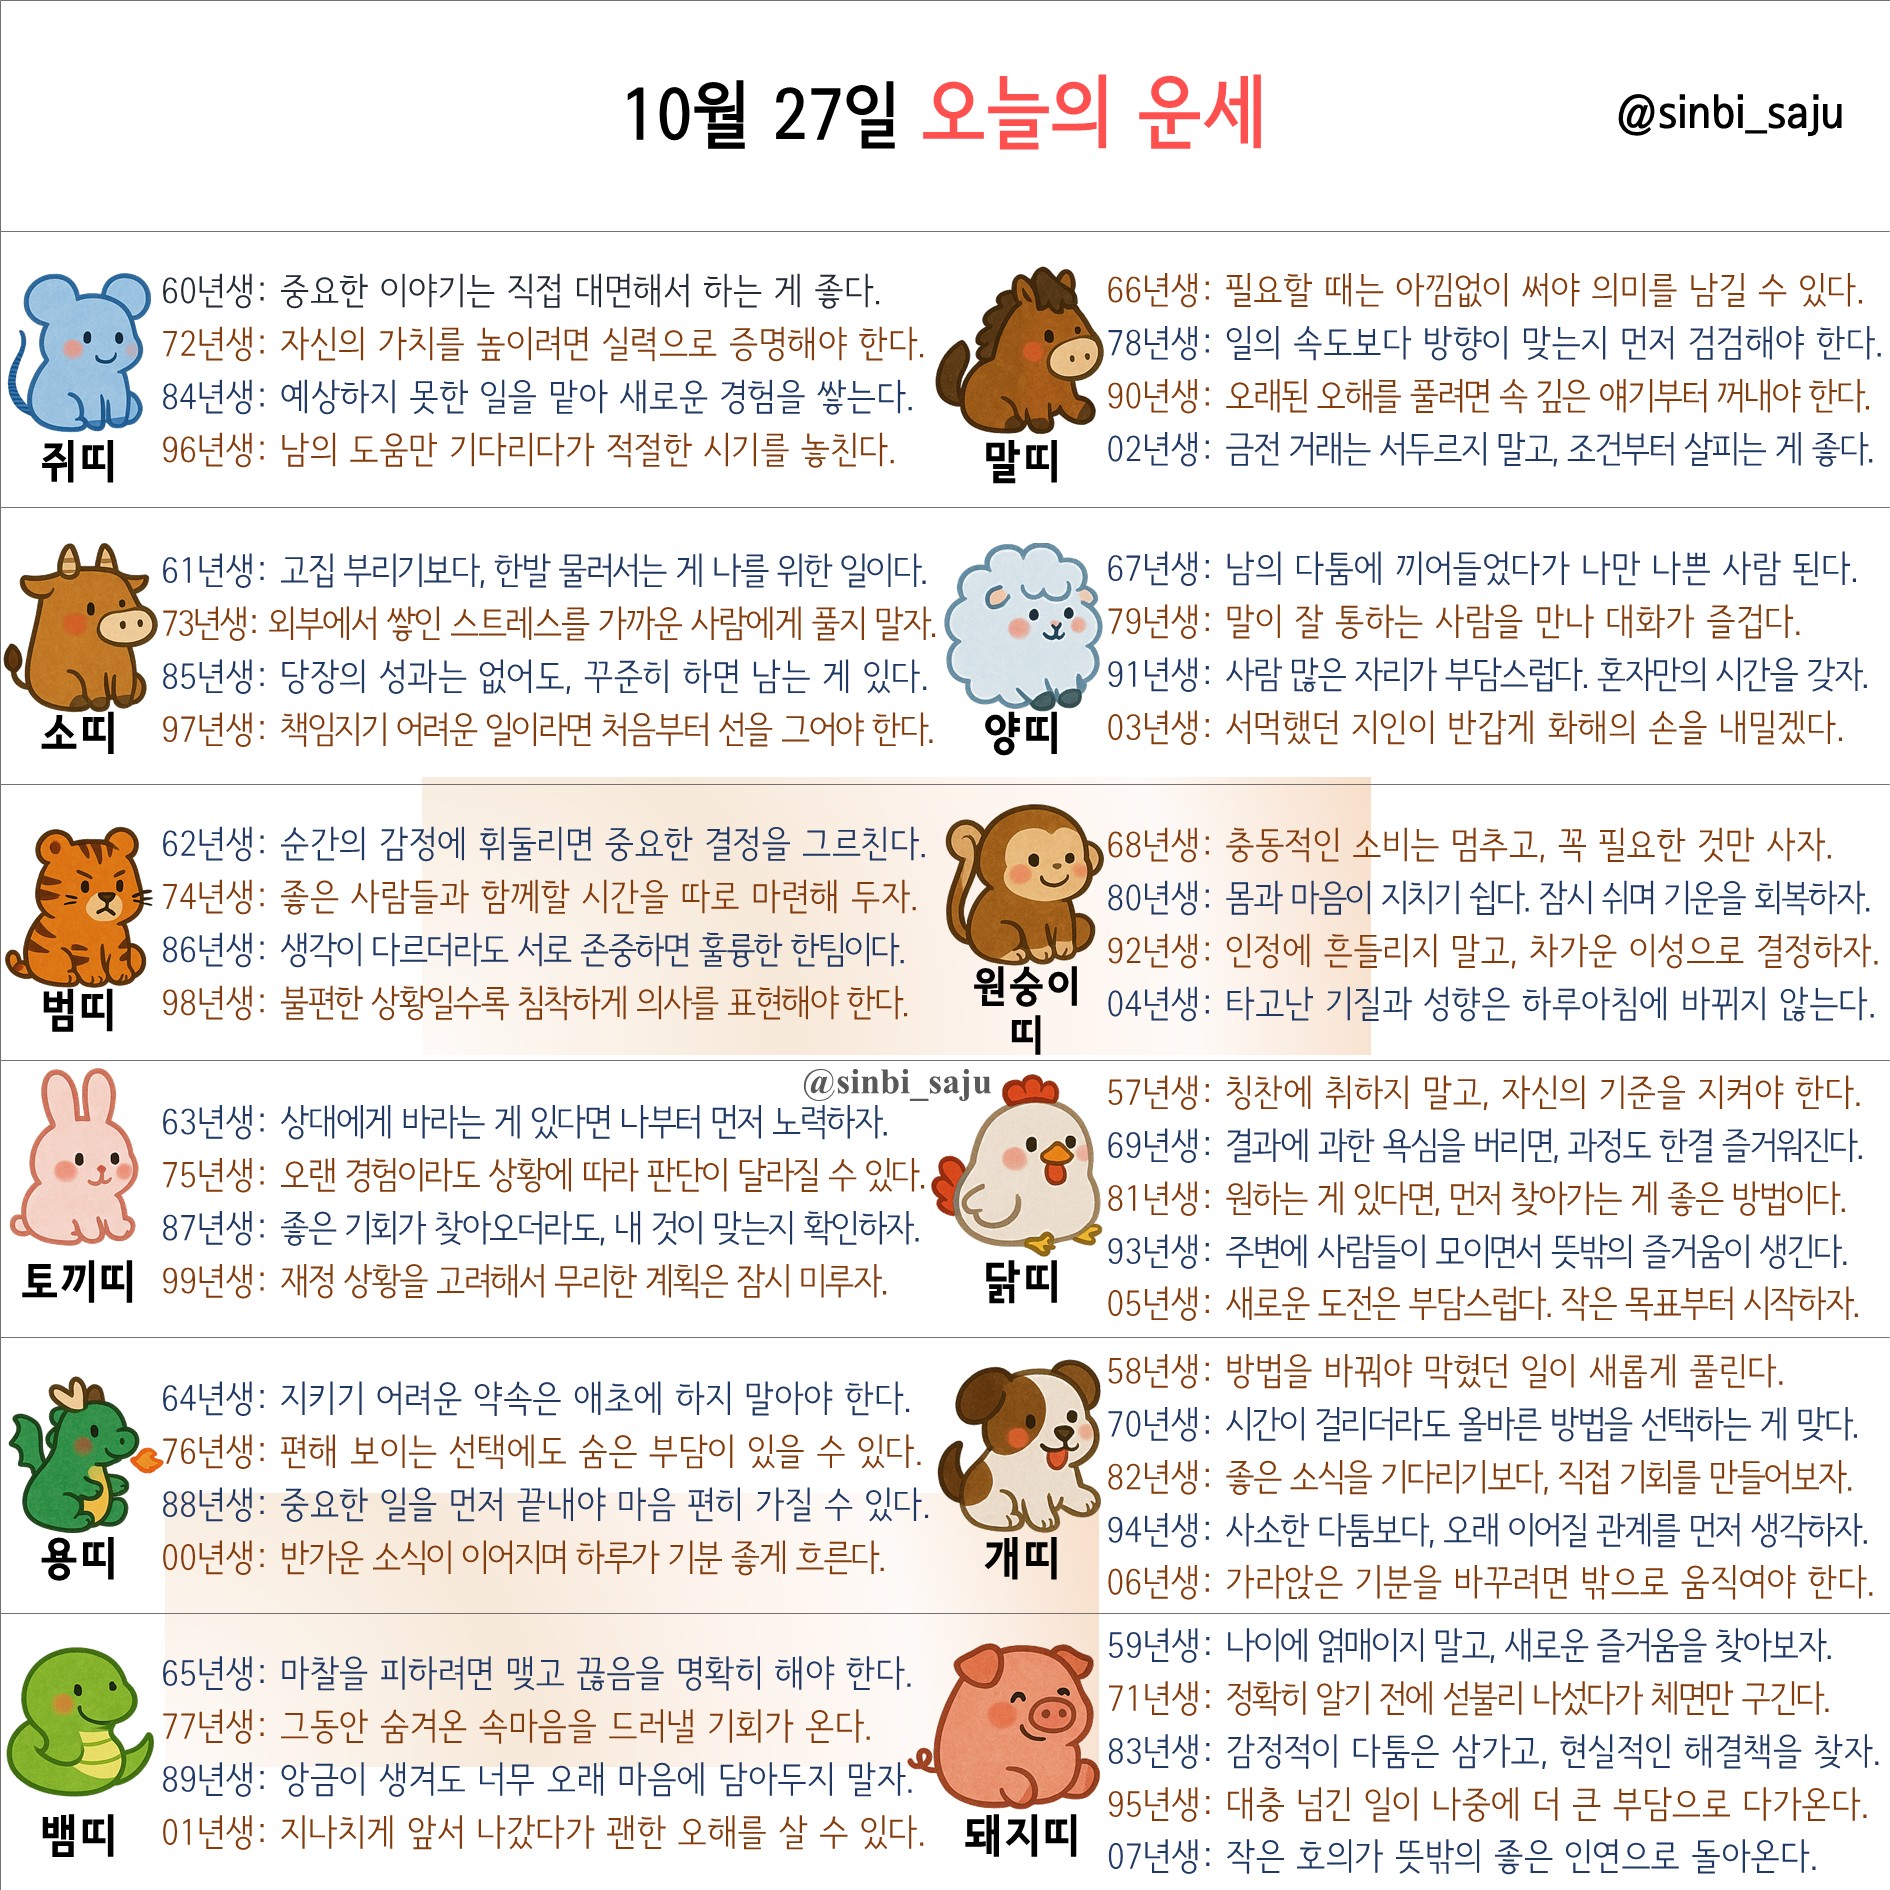 10월 27일 오늘의 운세
@sinbi_saju
60년생: 중요한 이야기는 직접 대면해서 하는 게 좋다.
72년생: 자신의 가치를 높이려면 실력으로 증명해야 한다.
84년생: 예상하지 못한 일을 맡아 새로운 경험을 쌓는다.
96년생: 남의 도움만 기다리다가 적절한 시기를 놓친다.
쥐띠
66년생: 필요할 때는 아낌없이 써야 의미를 남길 수 있다.
78년생: 일의 속도보다 방향이 맞는지 먼저 검검해야 한다.
90년생: 오래된 오해를 풀려면 속 깊은 얘기부터 꺼내야 한다.
02년생: 금전 거래는 서두르지 말고, 조건부터 살피는 게 좋다.
말띠
61년생: 고집 부리기보다, 한발 물러서는 게 나를 위한 일이다.
73년생: 외부에서 쌓인 스트레스를 가까운 사람에게 풀지 말자.
85년생: 당장의 성과는 없어도, 꾸준히 하면 남는 게 있다.
97년생: 책임지기 어려운 일이라면 처음부터 선을 그어야 한다.
소띠
67년생: 남의 다툼에 끼어들었다가 나만 나쁜 사람 된다.
79년생: 말이 잘 통하는 사람을 만나 대화가 즐겁다.
91년생: 사람 많은 자리가 부담스럽다. 혼자만의 시간을 갖자.
03년생: 서먹했던 지인이 반갑게 화해의 손을 내밀겠다.
양띠
62년생: 순간의 감정에 휘둘리면 중요한 결정을 그르친다.
74년생: 좋은 사람들과 함께할 시간을 따로 마련해 두자.
86년생: 생각이 다르더라도 서로 존중하면 훌륭한 한팀이다.
98년생: 불편한 상황일수록 침착하게 의사를 표현해야 한다.
범띠
68년생: 충동적인 소비는 멈추고, 꼭 필요한 것만 사자.
80년생: 몸과 마음이 지치기 쉽다. 잠시 쉬며 기운을 회복하자.
92년생: 인정에 흔들리지 말고, 차가운 이성으로 결정하자.
04년생: 타고난 기질과 성향은 하루아침에 바뀌지 않는다.
원숭이
띠
@sinbi_saju
63년생: 상대에게 바라는 게 있다면 나부터 먼저 노력하자.
75년생: 오랜 경험이라도 상황에 따라 판단이 달라질 수 있다.
87년생: 좋은 기회가 찾아오더라도, 내 것이 맞는지 확인하자.
99년생: 재정 상황을 고려해서 무리한 계획은 잠시 미루자.
토끼띠
57년생: 칭찬에 취하지 말고, 자신의 기준을 지켜야 한다.
69년생: 결과에 과한 욕심을 버리면, 과정도 한결 즐거워진다.
81년생: 원하는 게 있다면, 먼저 찾아가는 게 좋은 방법이다.
93년생: 주변에 사람들이 모이면서 뜻밖의 즐거움이 생긴다.
05년생: 새로운 도전은 부담스럽다. 작은 목표부터 시작하자.
닭띠
64년생: 지키기 어려운 약속은 애초에 하지 말아야 한다.
76년생: 편해 보이는 선택에도 숨은 부담이 있을 수 있다.
88년생: 중요한 일을 먼저 끝내야 마음 편히 가질 수 있다.
00년생: 반가운 소식이 이어지며 하루가 기분 좋게 흐른다.
용띠
58년생: 방법을 바꿔야 막혔던 일이 새롭게 풀린다.
70년생: 시간이 걸리더라도 올바른 방법을 선택하는 게 맞다.
82년생: 좋은 소식을 기다리기보다, 직접 기회를 만들어보자.
94년생: 사소한 다툼보다, 오래 이어질 관계를 먼저 생각하자.
06년생: 가라앉은 기분을 바꾸려면 밖으로 움직여야 한다.
개띠
65년생: 마찰을 피하려면 맺고 끊음을 명확히 해야 한다.
77년생: 그동안 숨겨온 속마음을 드러낼 기회가 온다.
89년생: 앙금이 생겨도 너무 오래 마음에 담아두지 말자.
01년생: 지나치게 앞서 나갔다가 괜한 오해를 살 수 있다.
뱀띠
59년생: 나이에 얽매이지 말고, 새로운 즐거움을 찾아보자.
71년생: 정확히 알기 전에 섣불리 나섰다가 체면만 구긴다.
83년생: 감정적이 다툼은 삼가고, 현실적인 해결책을 찾자.
95년생: 대충 넘긴 일이 나중에 더 큰 부담으로 다가온다.
07년생: 작은 호의가 뜻밖의 좋은 인연으로 돌아온다.
돼지띠